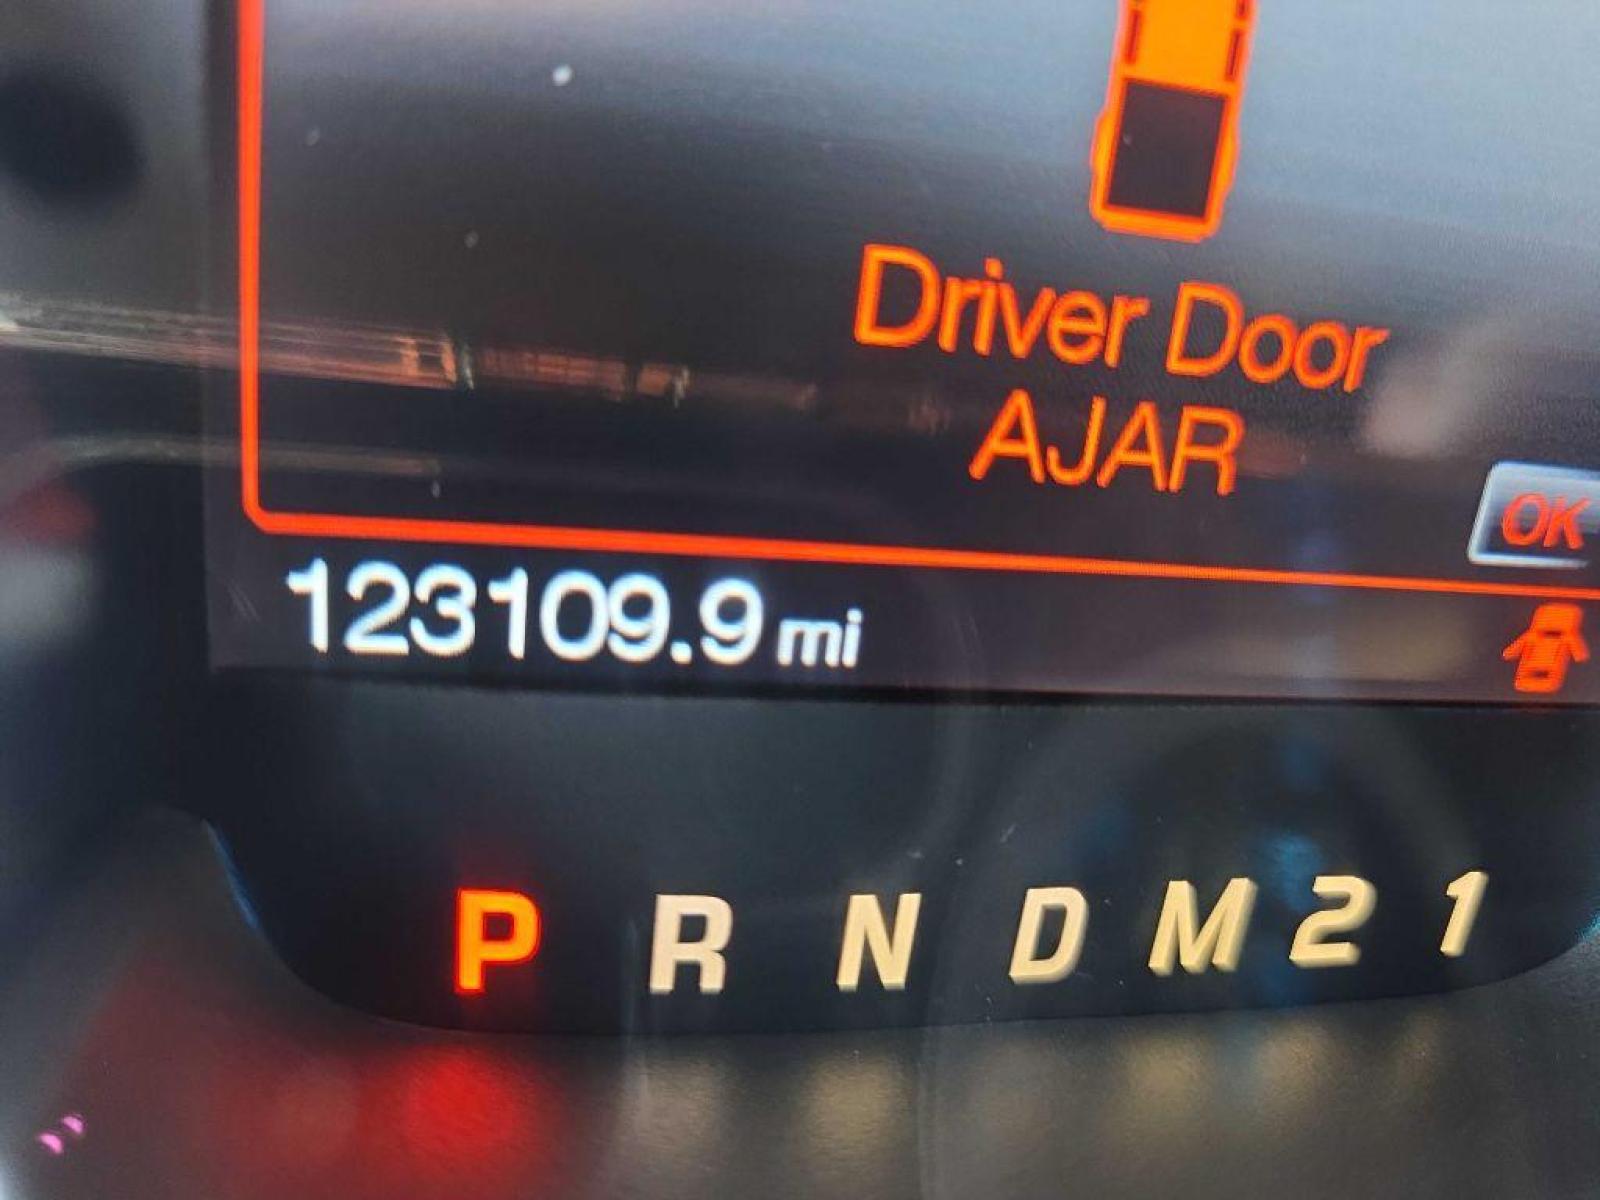 Driver Door
AJAR
OK
123109.9 mi
P R N D M 2 1